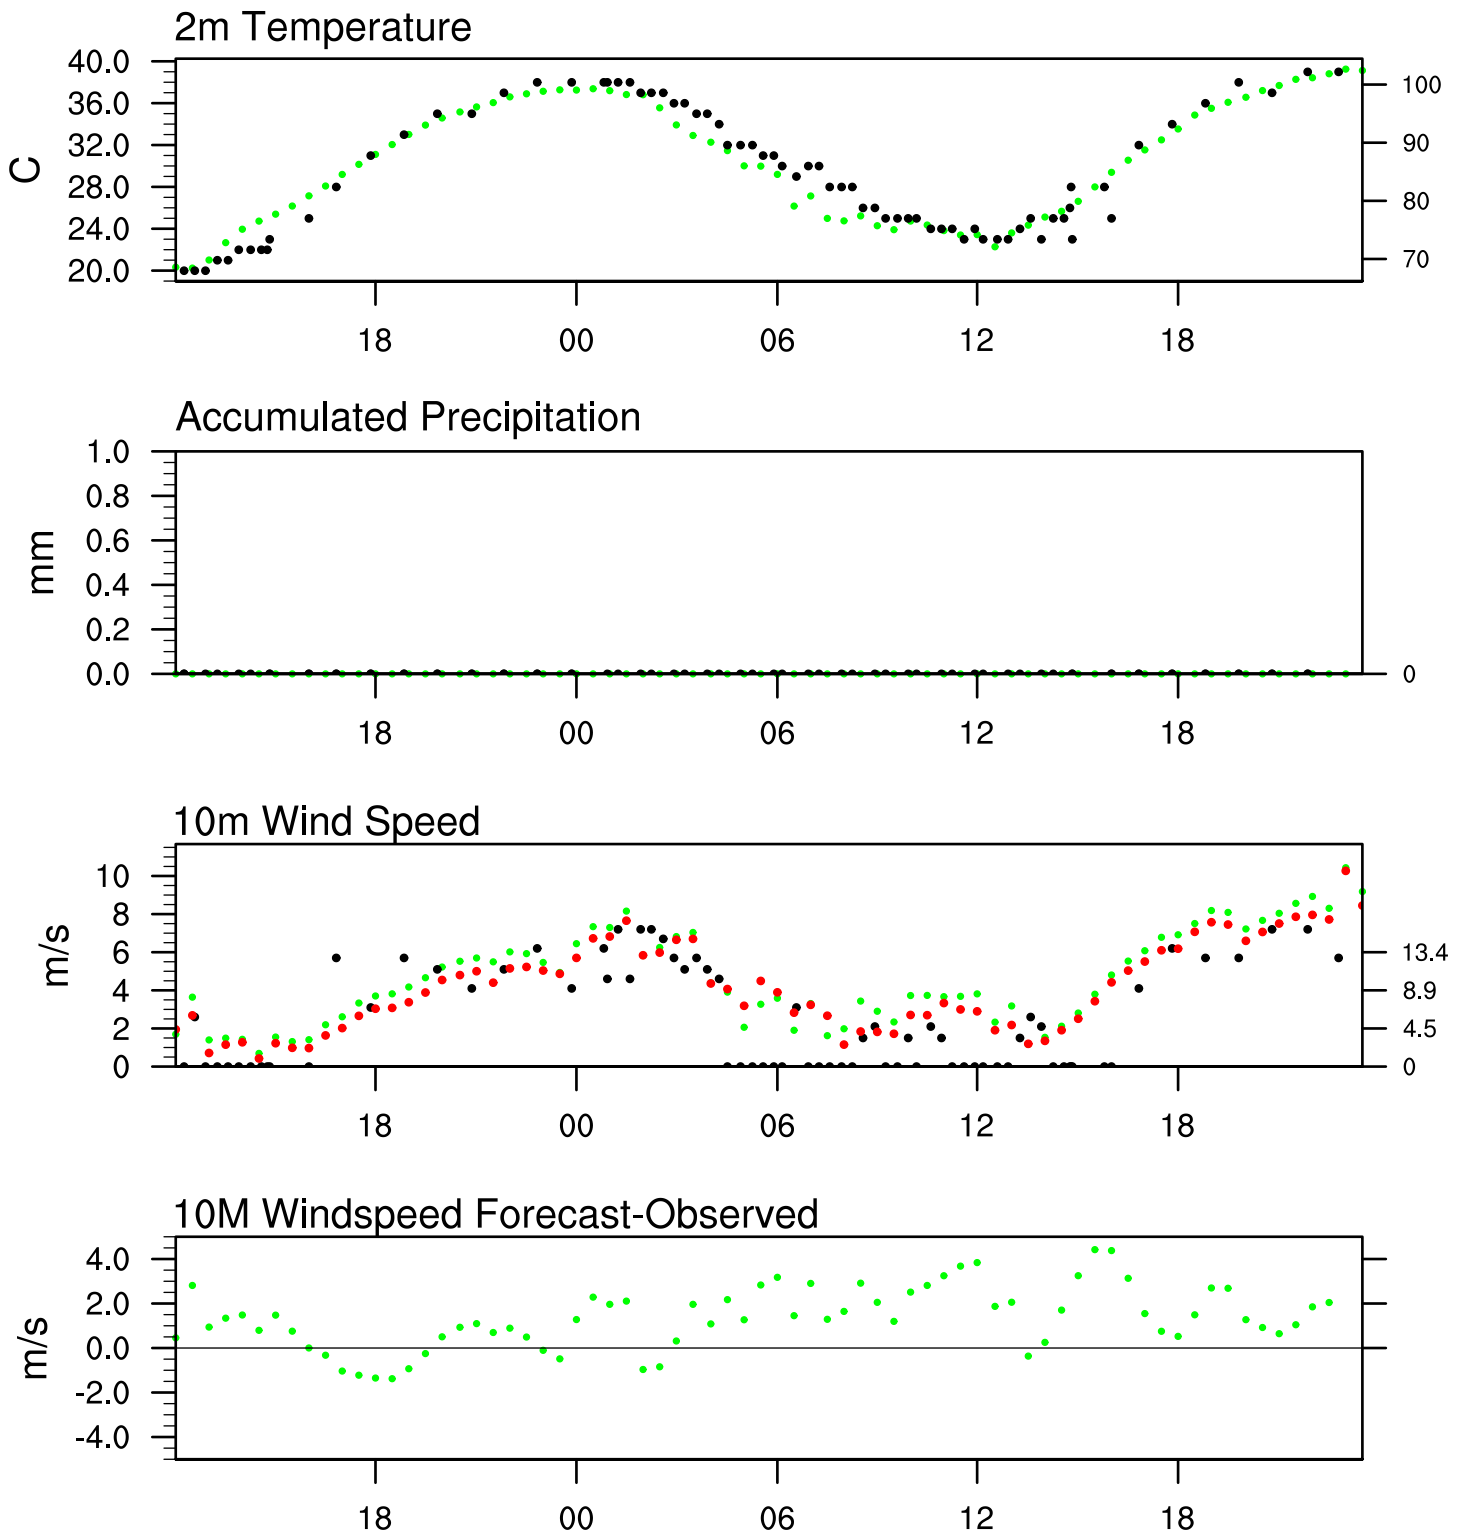 2m Temperature
40.0
36.0
32.0
28.0
24.0
20.0
C
100
90
80
70
18 00 06 12 18
Accumulated Precipitation
1.0
0.8
0.6
0.4
0.2
0.0
mm
0
18 00 06 12 18
10m Wind Speed
10
8
6
4
2
0
m/s
13.4
8.9
4.5
0
18 00 06 12 18
10M Windspeed Forecast-Observed
4.0
2.0
0.0
-2.0
-4.0
m/s
18 00 06 12 18